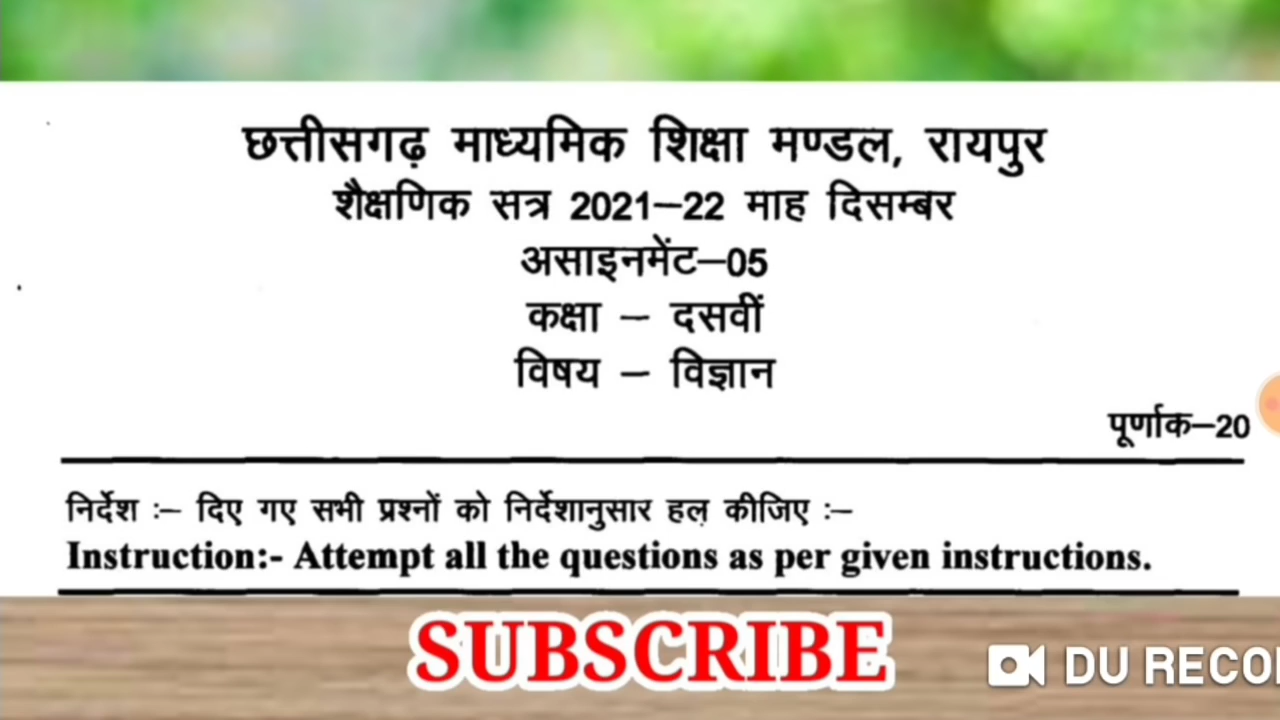 छत्तीसगढ़ माध्यमिक शिक्षा मण्डल, रायपुर
शैक्षणिक सत्र 2021–22 माह दिसम्बर
असाइनमेंट–05
कक्षा – दसवीं
विषय – विज्ञान
पूर्णाक–20
निर्देश :– दिए गए सभी प्रश्नों को निर्देशानुसार हल कीजिए :–
Instruction:- Attempt all the questions as per given instructions.
SUBSCRIBE
DU RECO